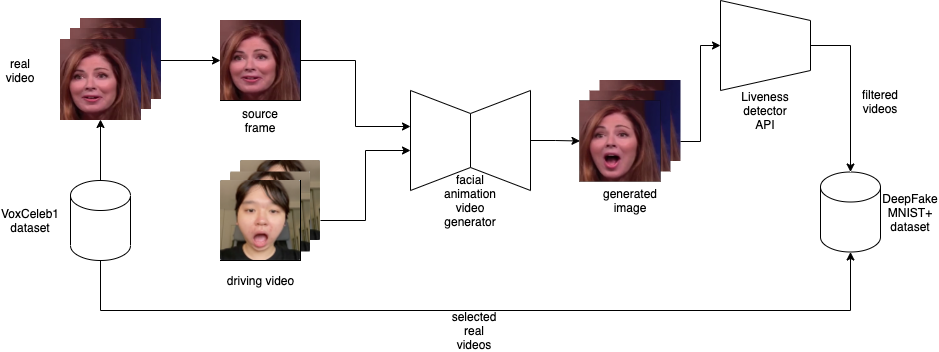 real
video
source
frame
VoxCeleb1
dataset
driving video
facial
animation
video
generator
generated
image
Liveness
detector
API
filtered
videos
DeepFake
MNIST+
dataset
selected
real
videos